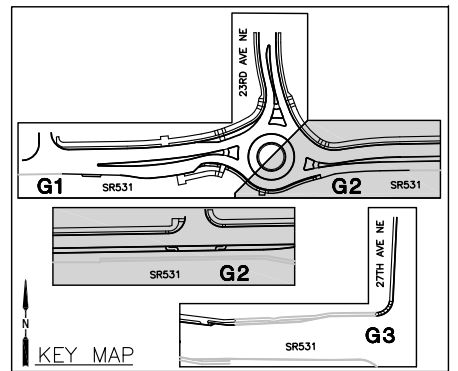 23RD AVE NE
G1
SR531
G2
SR531
SR531
G2
27TH AVE NE
G3
SR531
N
KEY MAP